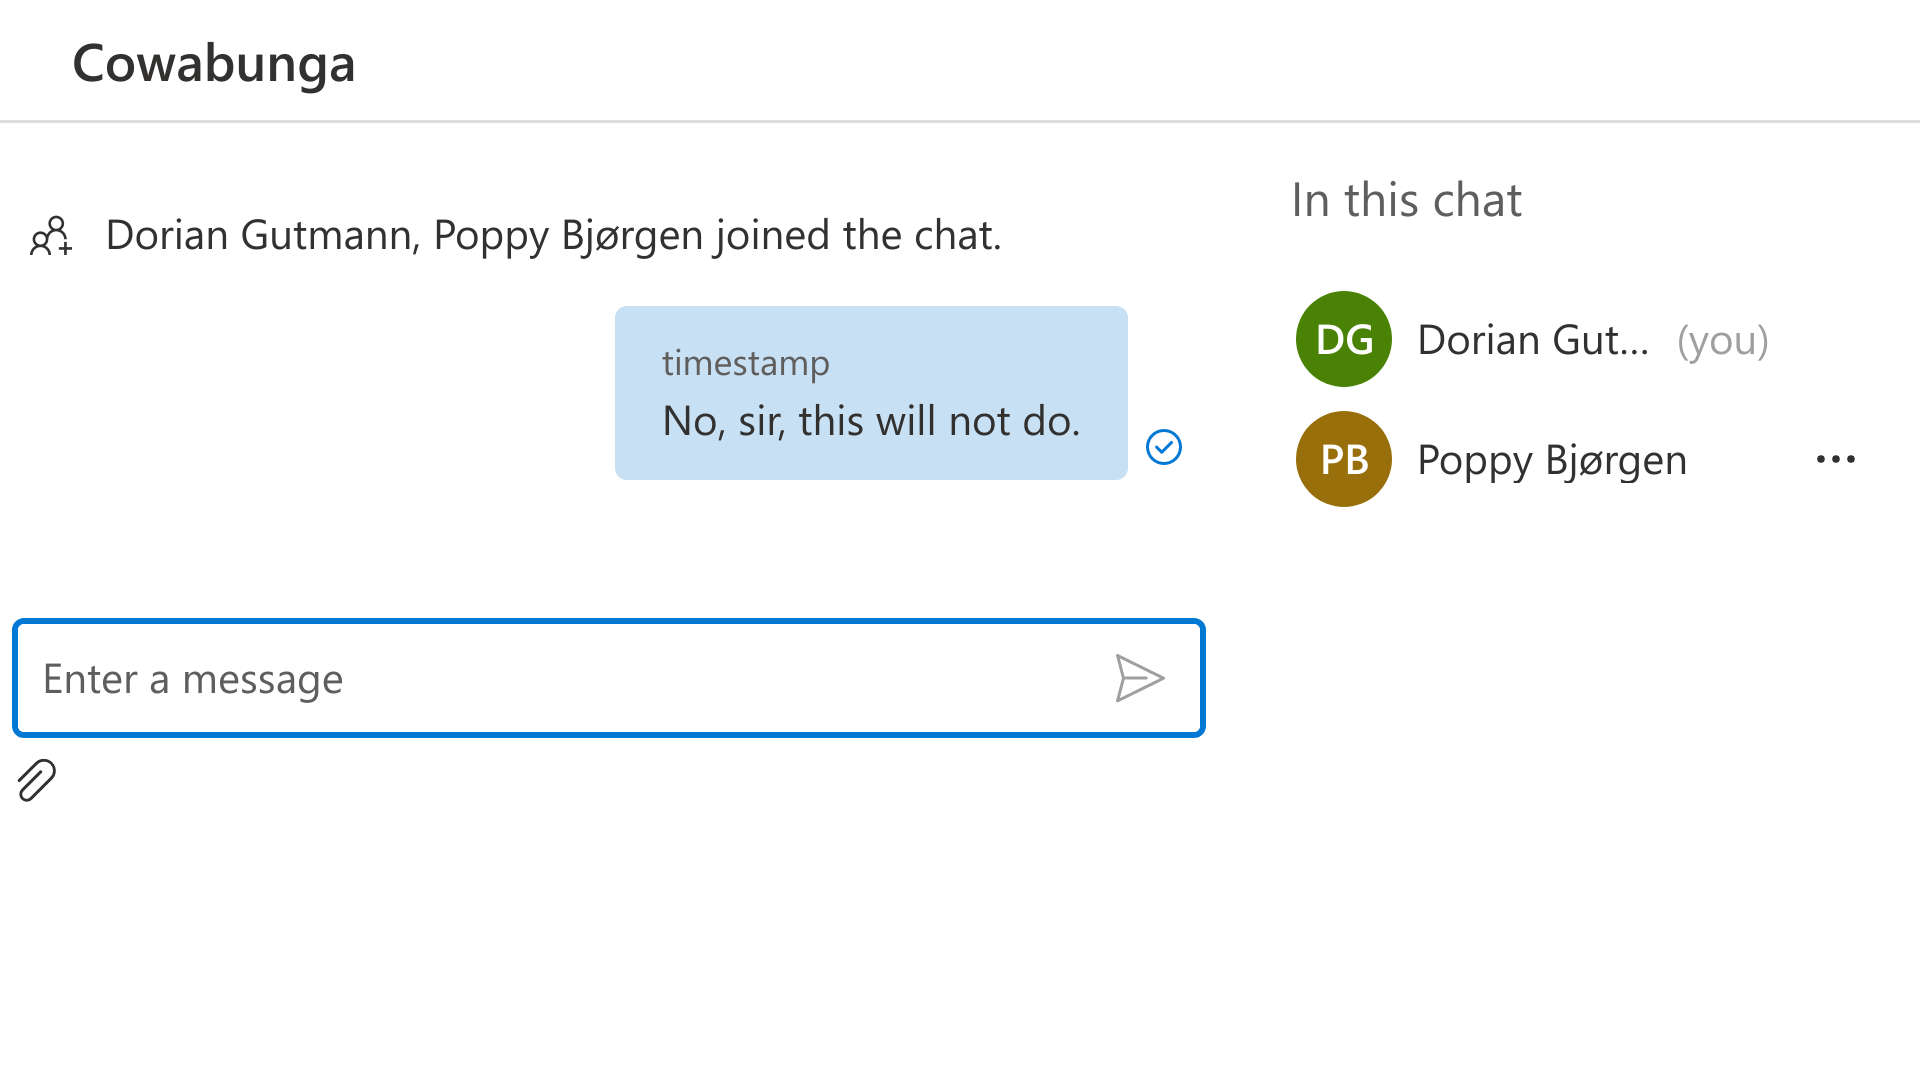 Cowabunga
Dorian Gutmann, Poppy Bjørgen joined the chat.
timestamp
No, sir, this will not do.
Enter a message
In this chat
DG Dorian Gut... (you)
PB Poppy Bjørgen